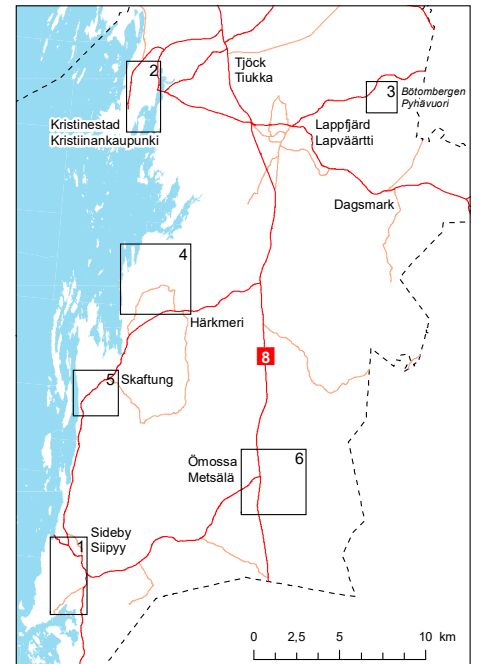 Tjöck
Tiukka
2
3
Bötombergen
Pyhävuori
Kristinestad
Kristiinankaupunki
Lappfjärd
Lapväärtti
Dagsmark
4
Härkmeri
8
5
Skaftung
Ömossa
Metsälä
6
Sideby
Siipyy
1
0 2,5 5 10 km